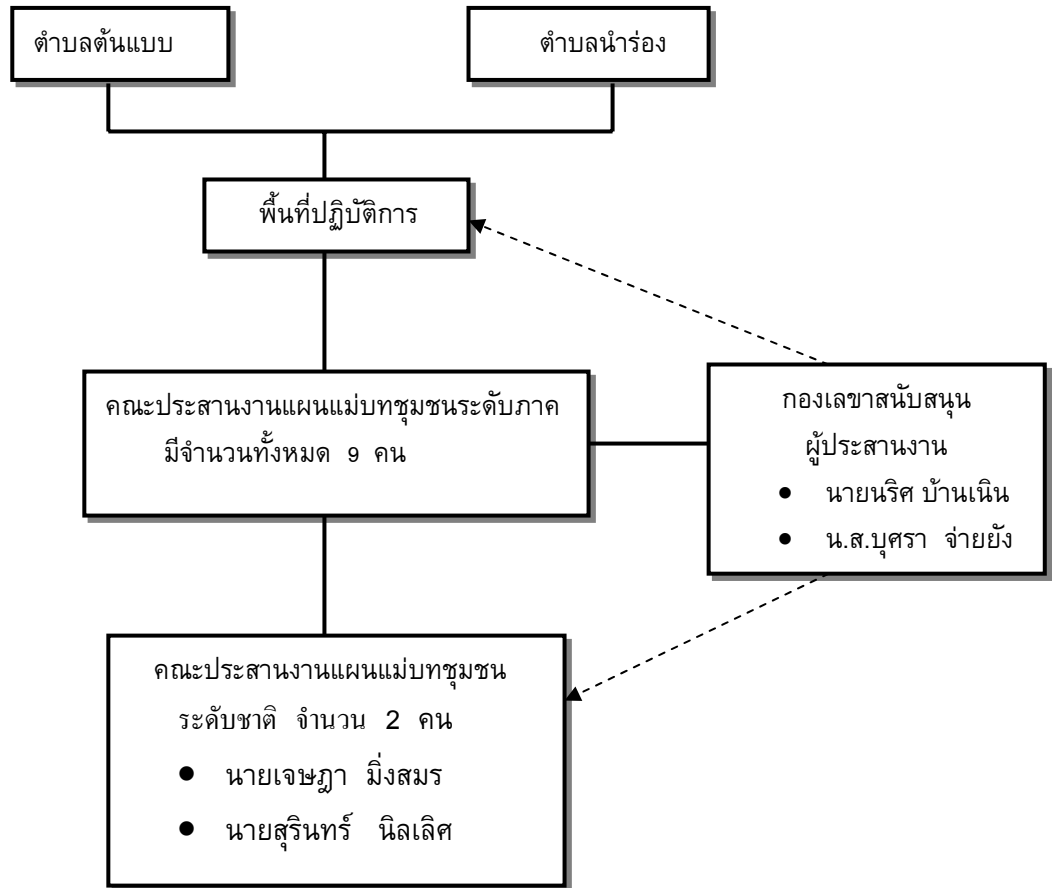 ตำบลต้นแบบ
ตำบลนำร่อง
พื้นที่ปฏิบัติการ
คณะประสานงานแผนแม่บทชุมชนระดับภาค
มีจำนวนทั้งหมด 9 คน
กองเลขาสนับสนุน
ผู้ประสานงาน
● นายนริศ บ้านเนิน
● น.ส.บุศรา จ่ายยัง
คณะประสานงานแผนแม่บทชุมชน
ระดับชาติ จำนวน 2 คน
● นายเจษฎา มิ่งสมร
● นายสุรินทร์ นิลเลิศ